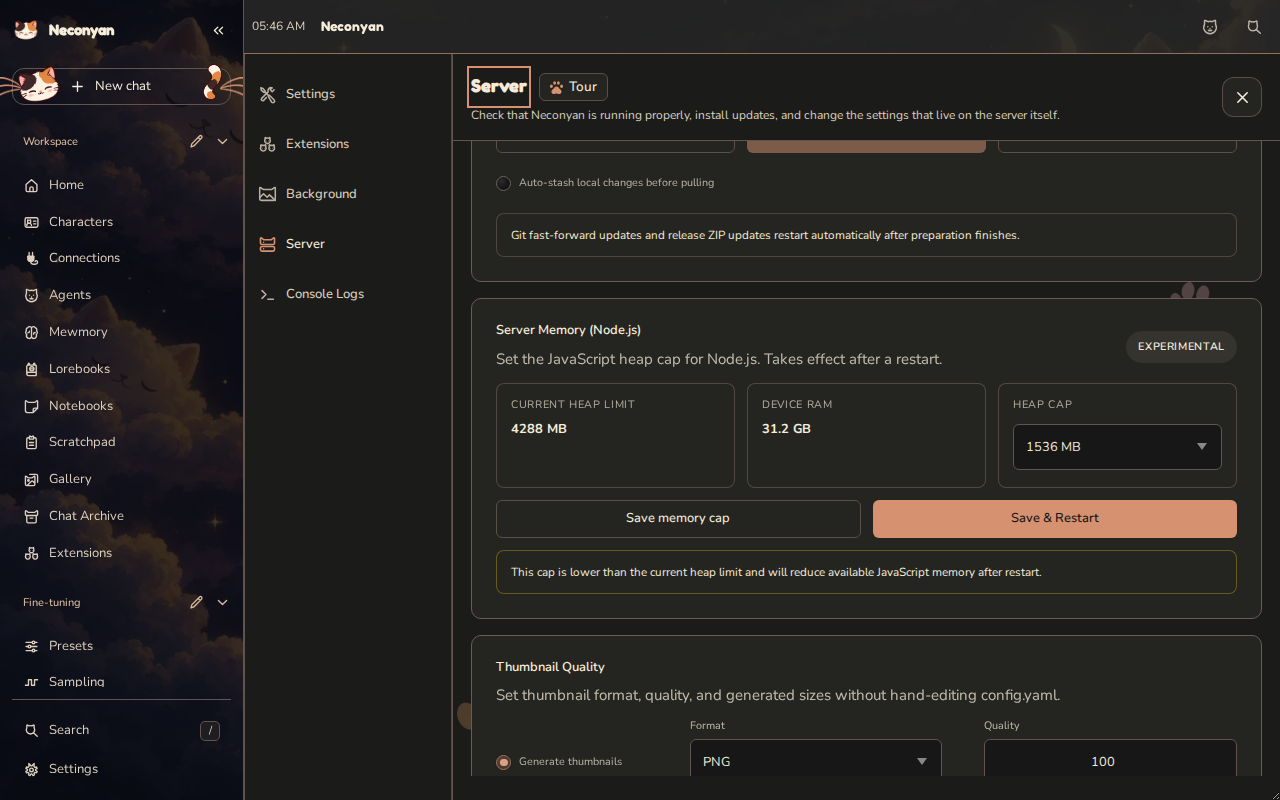 Neconyan
New chat
Workspace
Home
Characters
Connections
Agents
Mewmory
Lorebooks
Notebooks
Scratchpad
Gallery
Chat Archive
Extensions
Fine-tuning
Presets
Sampling
Search /
Settings
05:46 AM Neconyan
Settings
Extensions
Background
Server
Console Logs
Server
Tour
Check that Neconyan is running properly, install updates, and change the settings that live on the server itself.
Auto-stash local changes before pulling
Git fast-forward updates and release ZIP updates restart automatically after preparation finishes.
Server Memory (Node.js)
Set the JavaScript heap cap for Node.js. Takes effect after a restart.
EXPERIMENTAL
CURRENT HEAP LIMIT
4288 MB
DEVICE RAM
31.2 GB
HEAP CAP
1536 MB
Save memory cap
Save & Restart
This cap is lower than the current heap limit and will reduce available JavaScript memory after restart.
Thumbnail Quality
Set thumbnail format, quality, and generated sizes without hand-editing config.yaml.
Generate thumbnails
Format
PNG
Quality
100